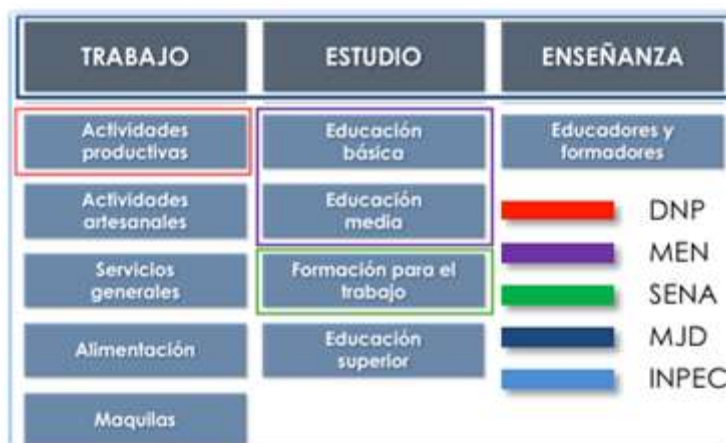 TRABAJO
ESTUDIO
ENSEÑANZA
Actividades
productivas
Educación
básica
Educadores y
formadores
Actividades
artesanales
Educación
media
Servicios
generales
Formación para el
trabajo
Alimentación
Educación
superior
Maquilas
DNP
MEN
SENA
MJD
INPEC